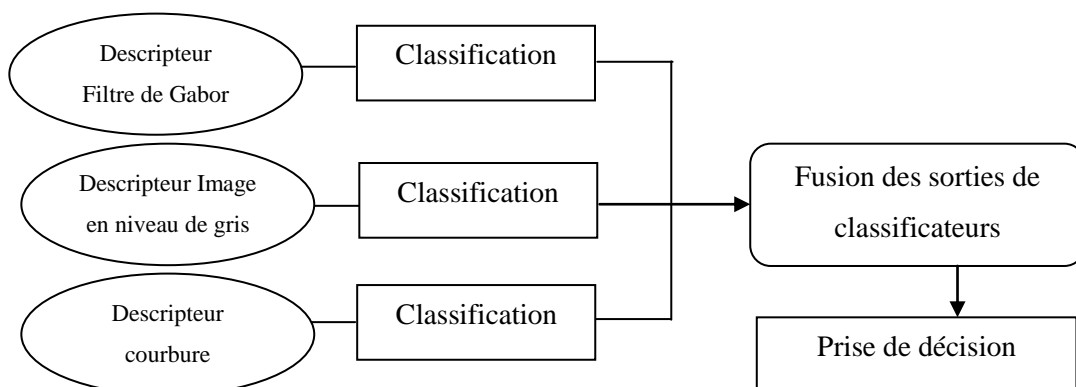 Descripteur
Filtre de Gabor
Classification
Descripteur Image
en niveau de gris
Classification
Descripteur
courbure
Classification
Fusion des sorties de
classificateurs
Prise de décision